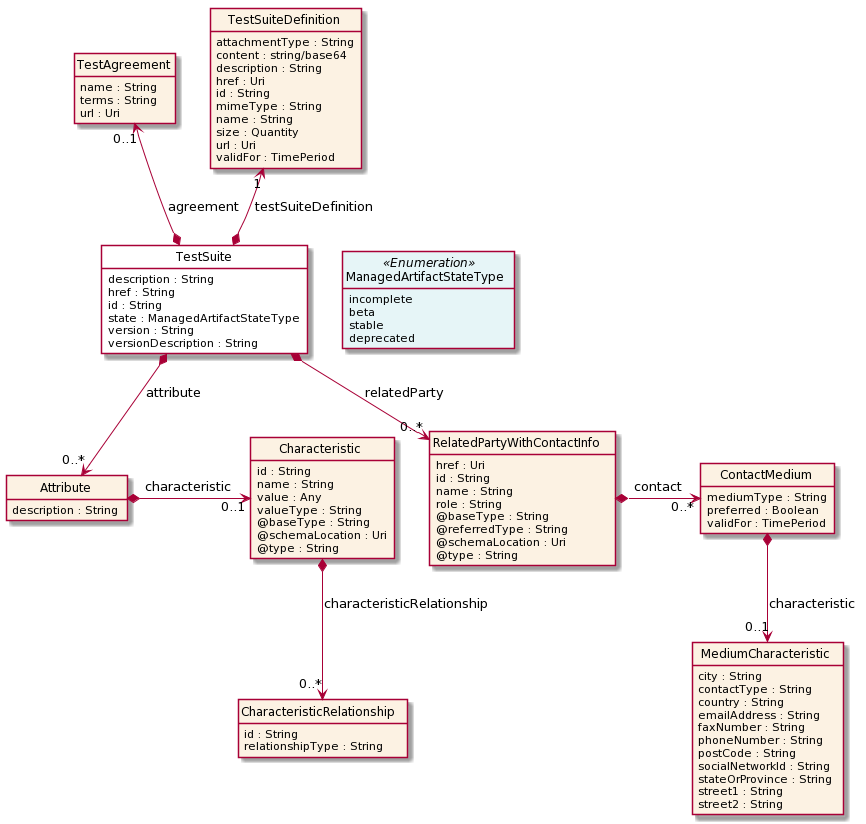 TestSuiteDefinition
attachmentType : String
content : string/base64
description : String
href : Uri
id : String
mimeType : String
name : String
size : Quantity
url : Uri
validFor : TimePeriod
TestAgreement
name : String
terms : String
url : Uri
0..1
1
agreement
testSuiteDefinition
TestSuite
description : String
href : String
id : String
state : ManagedArtifactStateType
version : String
versionDescription : String
«Enumeration»
ManagedArtifactStateType
incomplete
beta
stable
deprecated
attribute
relatedParty
0..*
0..*
Attribute
description : String
characteristic
0..1
Characteristic
id : String
name : String
value : Any
valueType : String
@baseType : String
@schemaLocation : Uri
@type : String
RelatedPartyWithContactInfo
href : Uri
id : String
name : String
role : String
@baseType : String
@referredType : String
@schemaLocation : Uri
@type : String
contact
0..*
ContactMedium
mediumType : String
preferred : Boolean
validFor : TimePeriod
characteristicRelationship
0..*
characteristic
0..1
CharacteristicRelationship
id : String
relationshipType : String
MediumCharacteristic
city : String
contactType : String
country : String
emailAddress : String
faxNumber : String
phoneNumber : String
postCode : String
socialNetworkId : String
stateOrProvince : String
street1 : String
street2 : String